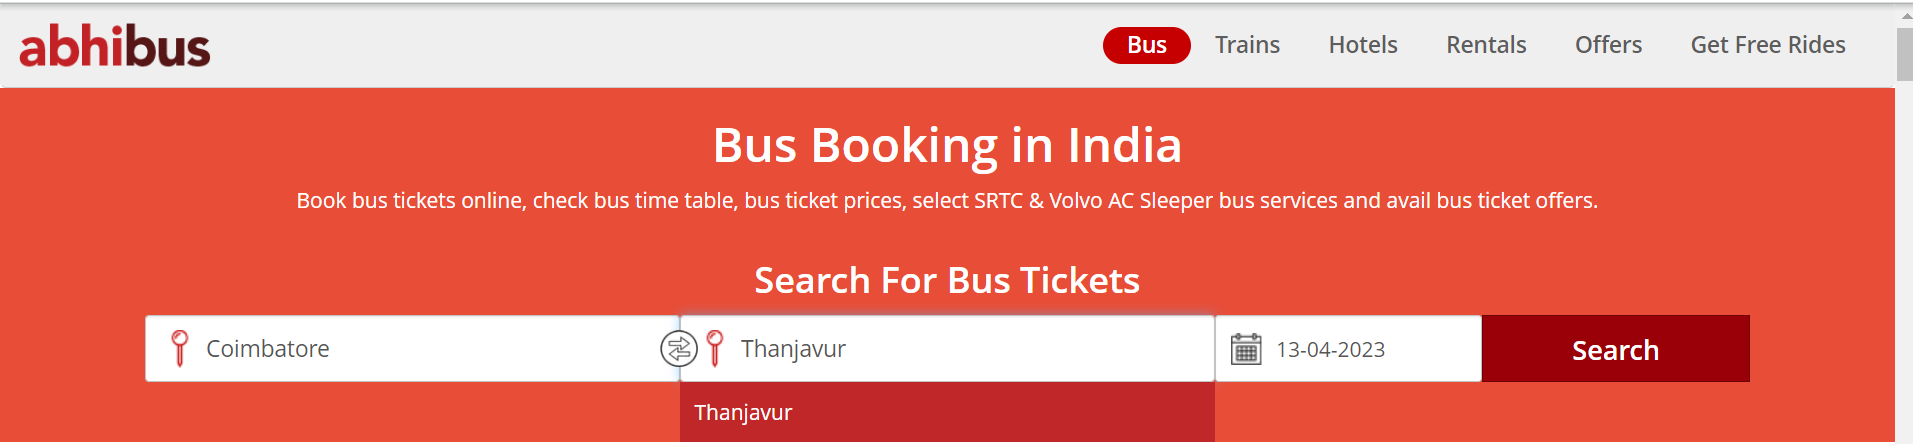 abhibus
Bus Trains Hotels Rentals Offers Get Free Rides
Bus Booking in India
Book bus tickets online, check bus time table, bus ticket prices, select SRTC & Volvo AC Sleeper bus services and avail bus ticket offers.
Search For Bus Tickets
Coimbatore Thanjavur 13-04-2023 Search
Thanjavur